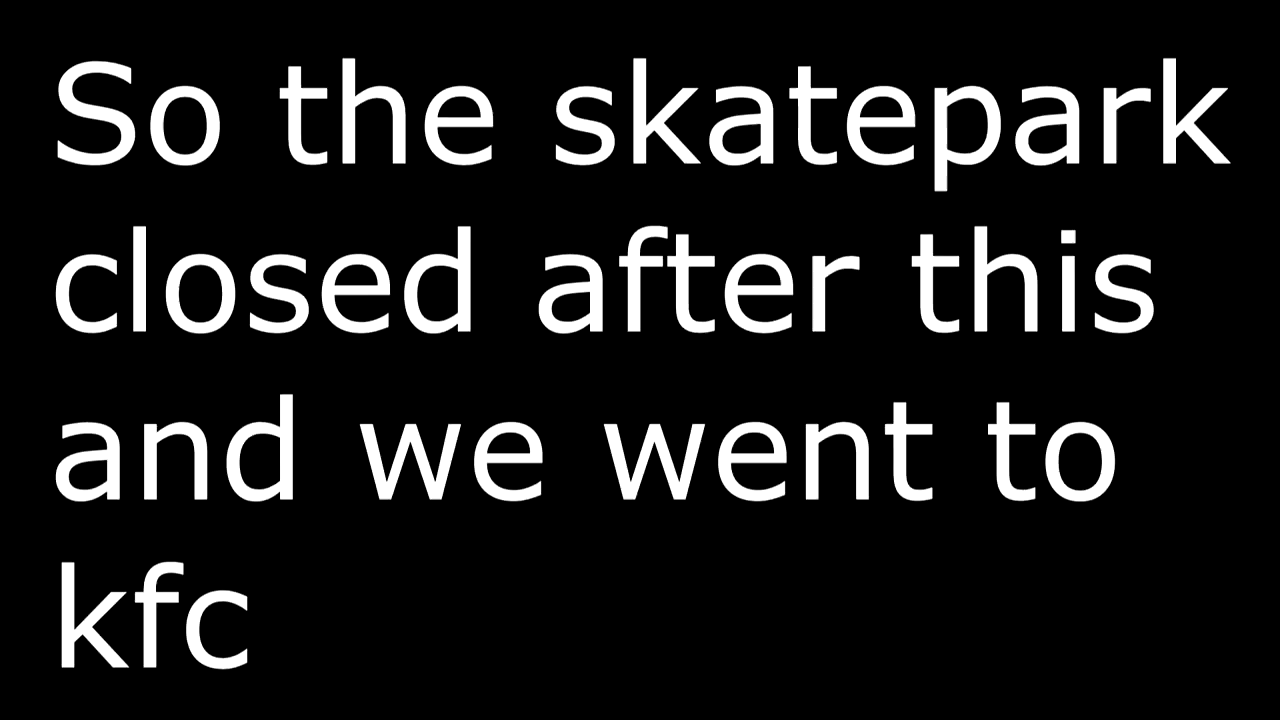 So the skatepark
closed after this
and we went to
kfc